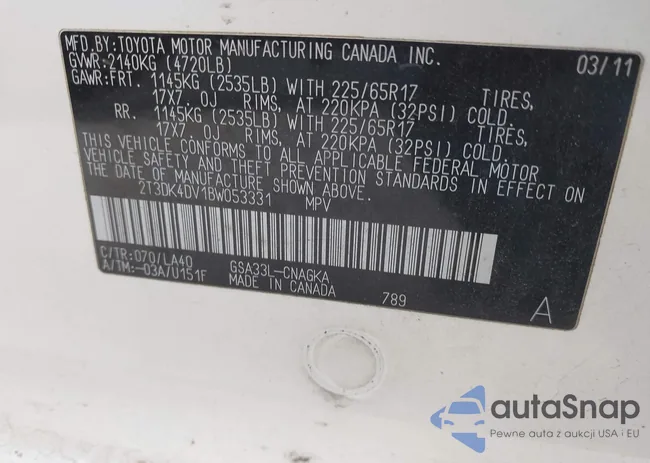 MFD.BY:TOYOTA MOTOR MANUFACTURING CANADA INC.
GVWR:2140KG (4720LB) 03/11
GAWR:FRT. 1145KG (2535LB) WITH 225/65R17 TIRES,
17X7.0J RIMS, AT 220KPA (32PSI) COLD.
RR. 1145KG (2535LB) WITH 225/65R17 TIRES,
17X7.0J RIMS, AT 220KPA (32PSI) COLD.
THIS VEHICLE CONFORMS TO ALL APPLICABLE FEDERAL MOTOR
VEHICLE SAFETY AND THEFT PREVENTION STANDARDS IN EFFECT ON
THE DATE OF MANUFACTURE SHOWN ABOVE.
2T3DK4DV1BW053331 MPV
C/TR:070/LA40 GSA33L-CNAGKA
A/TM:-03A/U151F MADE IN CANADA 789 A
autaSnap
Pewne auta z aukcji USA i EU